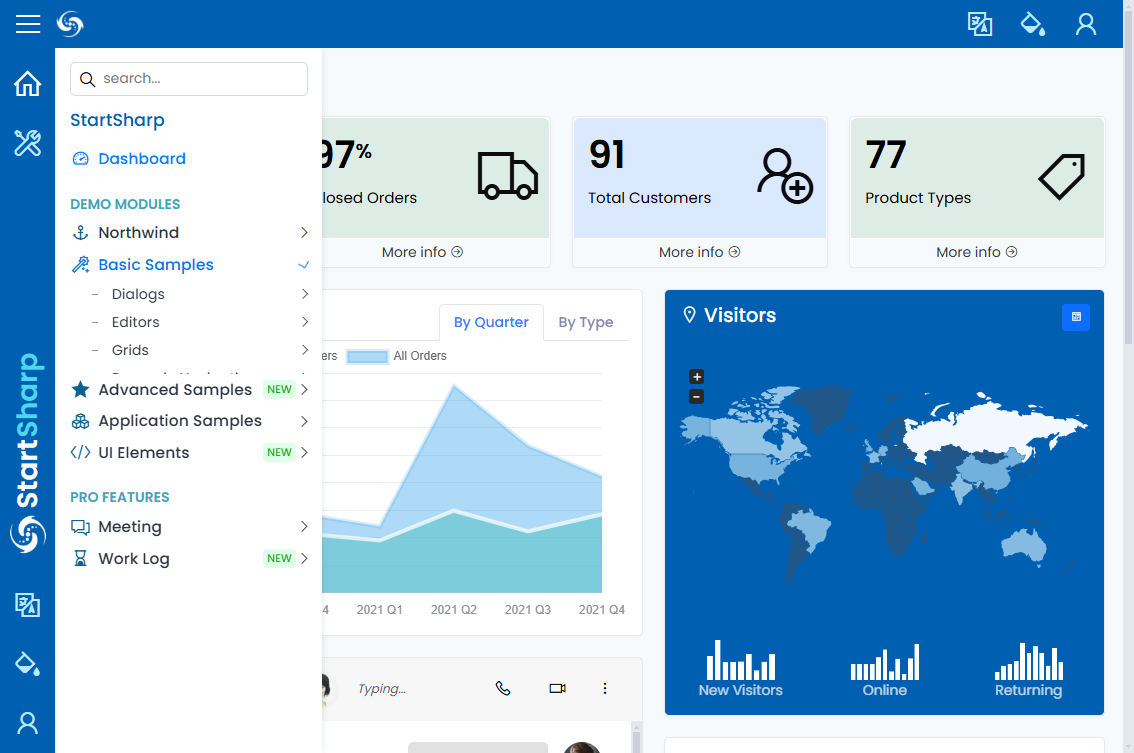 search...
StartSharp
Dashboard
DEMO MODULES
Northwind
Basic Samples
Dialogs
Editors
Grids
Advanced Samples NEW
Application Samples
UI Elements NEW
PRO FEATURES
Meeting
Work Log NEW
StartSharp
97%
losed Orders
More info
91
Total Customers
More info
77
Product Types
More info
By Quarter
By Type
ers
All Orders
4
2021 Q1
2021 Q2
2021 Q3
2021 Q4
Visitors
+
−
New Visitors
Online
Returning
Typing...